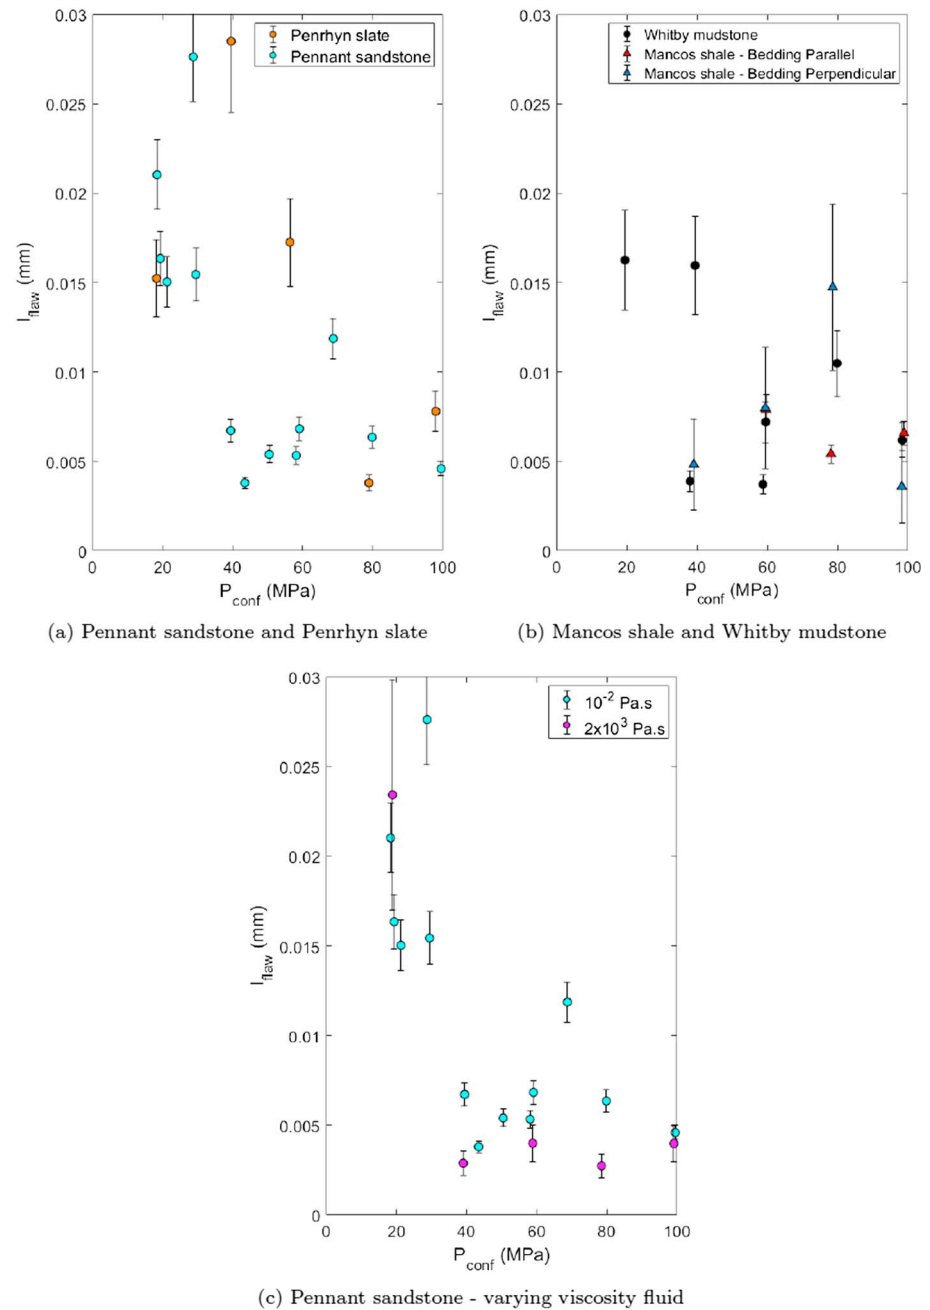 0.03
0.025
0.02
0.015
0.01
0.005
0
I_flaw (mm)
Penrhyn slate
Pennant sandstone
0 20 40 60 80 100
P_conf (MPa)
(a) Pennant sandstone and Penrhyn slate
0.03
0.025
0.02
0.015
0.01
0.005
0
I_flaw (mm)
Whitby mudstone
Mancos shale - Bedding Parallel
Mancos shale - Bedding Perpendicular
0 20 40 60 80 100
P_conf (MPa)
(b) Mancos shale and Whitby mudstone
0.03
0.025
0.02
0.015
0.01
0.005
0
I_flaw (mm)
10⁻² Pa.s
2x10³ Pa.s
0 20 40 60 80 100
P_conf (MPa)
(c) Pennant sandstone - varying viscosity fluid